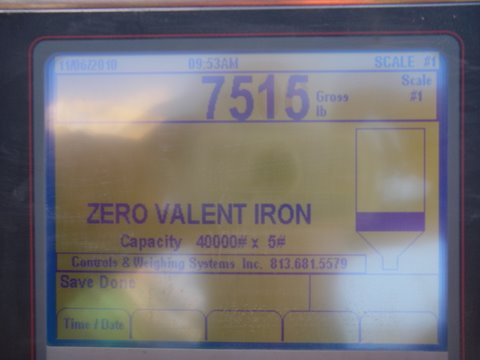 11/06/2010 09:53AM SCALE #1
7515 Gross lb
Scale #1
ZERO VALENT IRON
Capacity 40000# x 5#
Controls & Weighing Systems Inc. 813.681.5579
Save Done
Time / Date